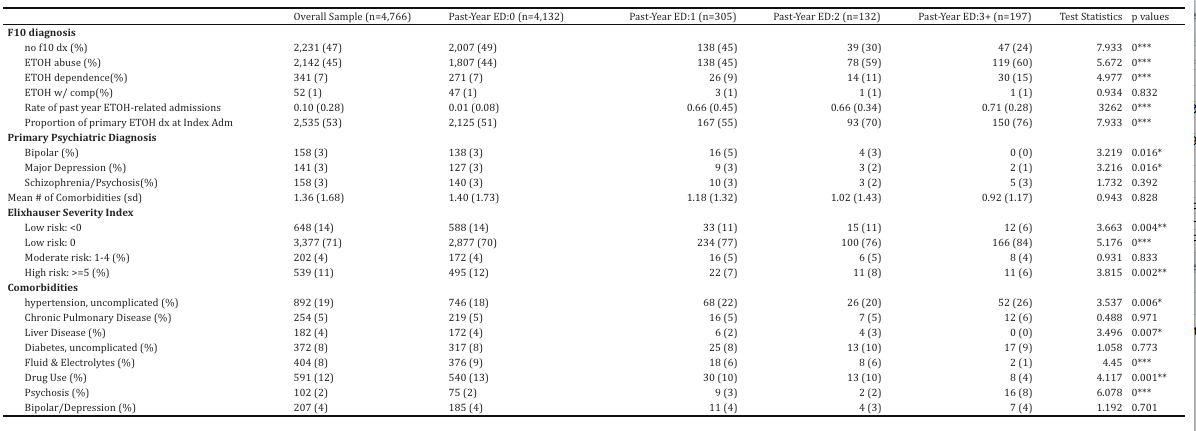 Overall Sample (n=4,766) Past-Year ED:0 (n=4,132) Past-Year ED:1 (n=305) Past-Year ED:2 (n=132) Past-Year ED:3+ (n=197) Test Statistics p values
F10 diagnosis
no f10 dx (%) 2,231 (47) 2,007 (49) 138 (45) 39 (30) 47 (24) 7.933 0***
ETOH abuse (%) 2,142 (45) 1,807 (44) 138 (45) 78 (59) 119 (60) 5.672 0***
ETOH dependence(%) 341 (7) 271 (7) 26 (9) 14 (11) 30 (15) 4.977 0***
ETOH w/ comp(%) 52 (1) 47 (1) 3 (1) 1 (1) 1 (1) 0.934 0.832
Rate of past year ETOH-related admissions 0.10 (0.28) 0.01 (0.08) 0.66 (0.45) 0.66 (0.34) 0.71 (0.28) 3262 0***
Proportion of primary ETOH dx at Index Adm 2,535 (53) 2,125 (51) 167 (55) 93 (70) 150 (76) 7.933 0***
Primary Psychiatric Diagnosis
Bipolar (%) 158 (3) 138 (3) 16 (5) 4 (3) 0 (0) 3.219 0.016*
Major Depression (%) 141 (3) 127 (3) 9 (3) 3 (2) 2 (1) 3.216 0.016*
Schizophrenia/Psychosis(%) 158 (3) 140 (3) 10 (3) 3 (2) 5 (3) 1.732 0.392
Mean # of Comorbidities (sd) 1.36 (1.68) 1.40 (1.73) 1.18 (1.32) 1.02 (1.43) 0.92 (1.17) 0.943 0.828
Elixhauser Severity Index
Low risk: <0 648 (14) 588 (14) 33 (11) 15 (11) 12 (6) 3.663 0.004**
Low risk: 0 3,377 (71) 2,877 (70) 234 (77) 100 (76) 166 (84) 5.176 0***
Moderate risk: 1-4 (%) 202 (4) 172 (4) 16 (5) 6 (5) 8 (4) 0.931 0.833
High risk: >=5 (%) 539 (11) 495 (12) 22 (7) 11 (8) 11 (6) 3.815 0.002**
Comorbidities
hypertension, uncomplicated (%) 892 (19) 746 (18) 68 (22) 26 (20) 52 (26) 3.537 0.006*
Chronic Pulmonary Disease (%) 254 (5) 219 (5) 16 (5) 7 (5) 12 (6) 0.488 0.971
Liver Disease (%) 182 (4) 172 (4) 6 (2) 4 (3) 0 (0) 3.496 0.007*
Diabetes, uncomplicated (%) 372 (8) 317 (8) 25 (8) 13 (10) 17 (9) 1.058 0.773
Fluid & Electrolytes (%) 404 (8) 376 (9) 18 (6) 8 (6) 2 (1) 4.45 0***
Drug Use (%) 591 (12) 540 (13) 30 (10) 13 (10) 8 (4) 4.117 0.001**
Psychosis (%) 102 (2) 75 (2) 9 (3) 2 (2) 16 (8) 6.078 0***
Bipolar/Depression (%) 207 (4) 185 (4) 11 (4) 4 (3) 7 (4) 1.192 0.701